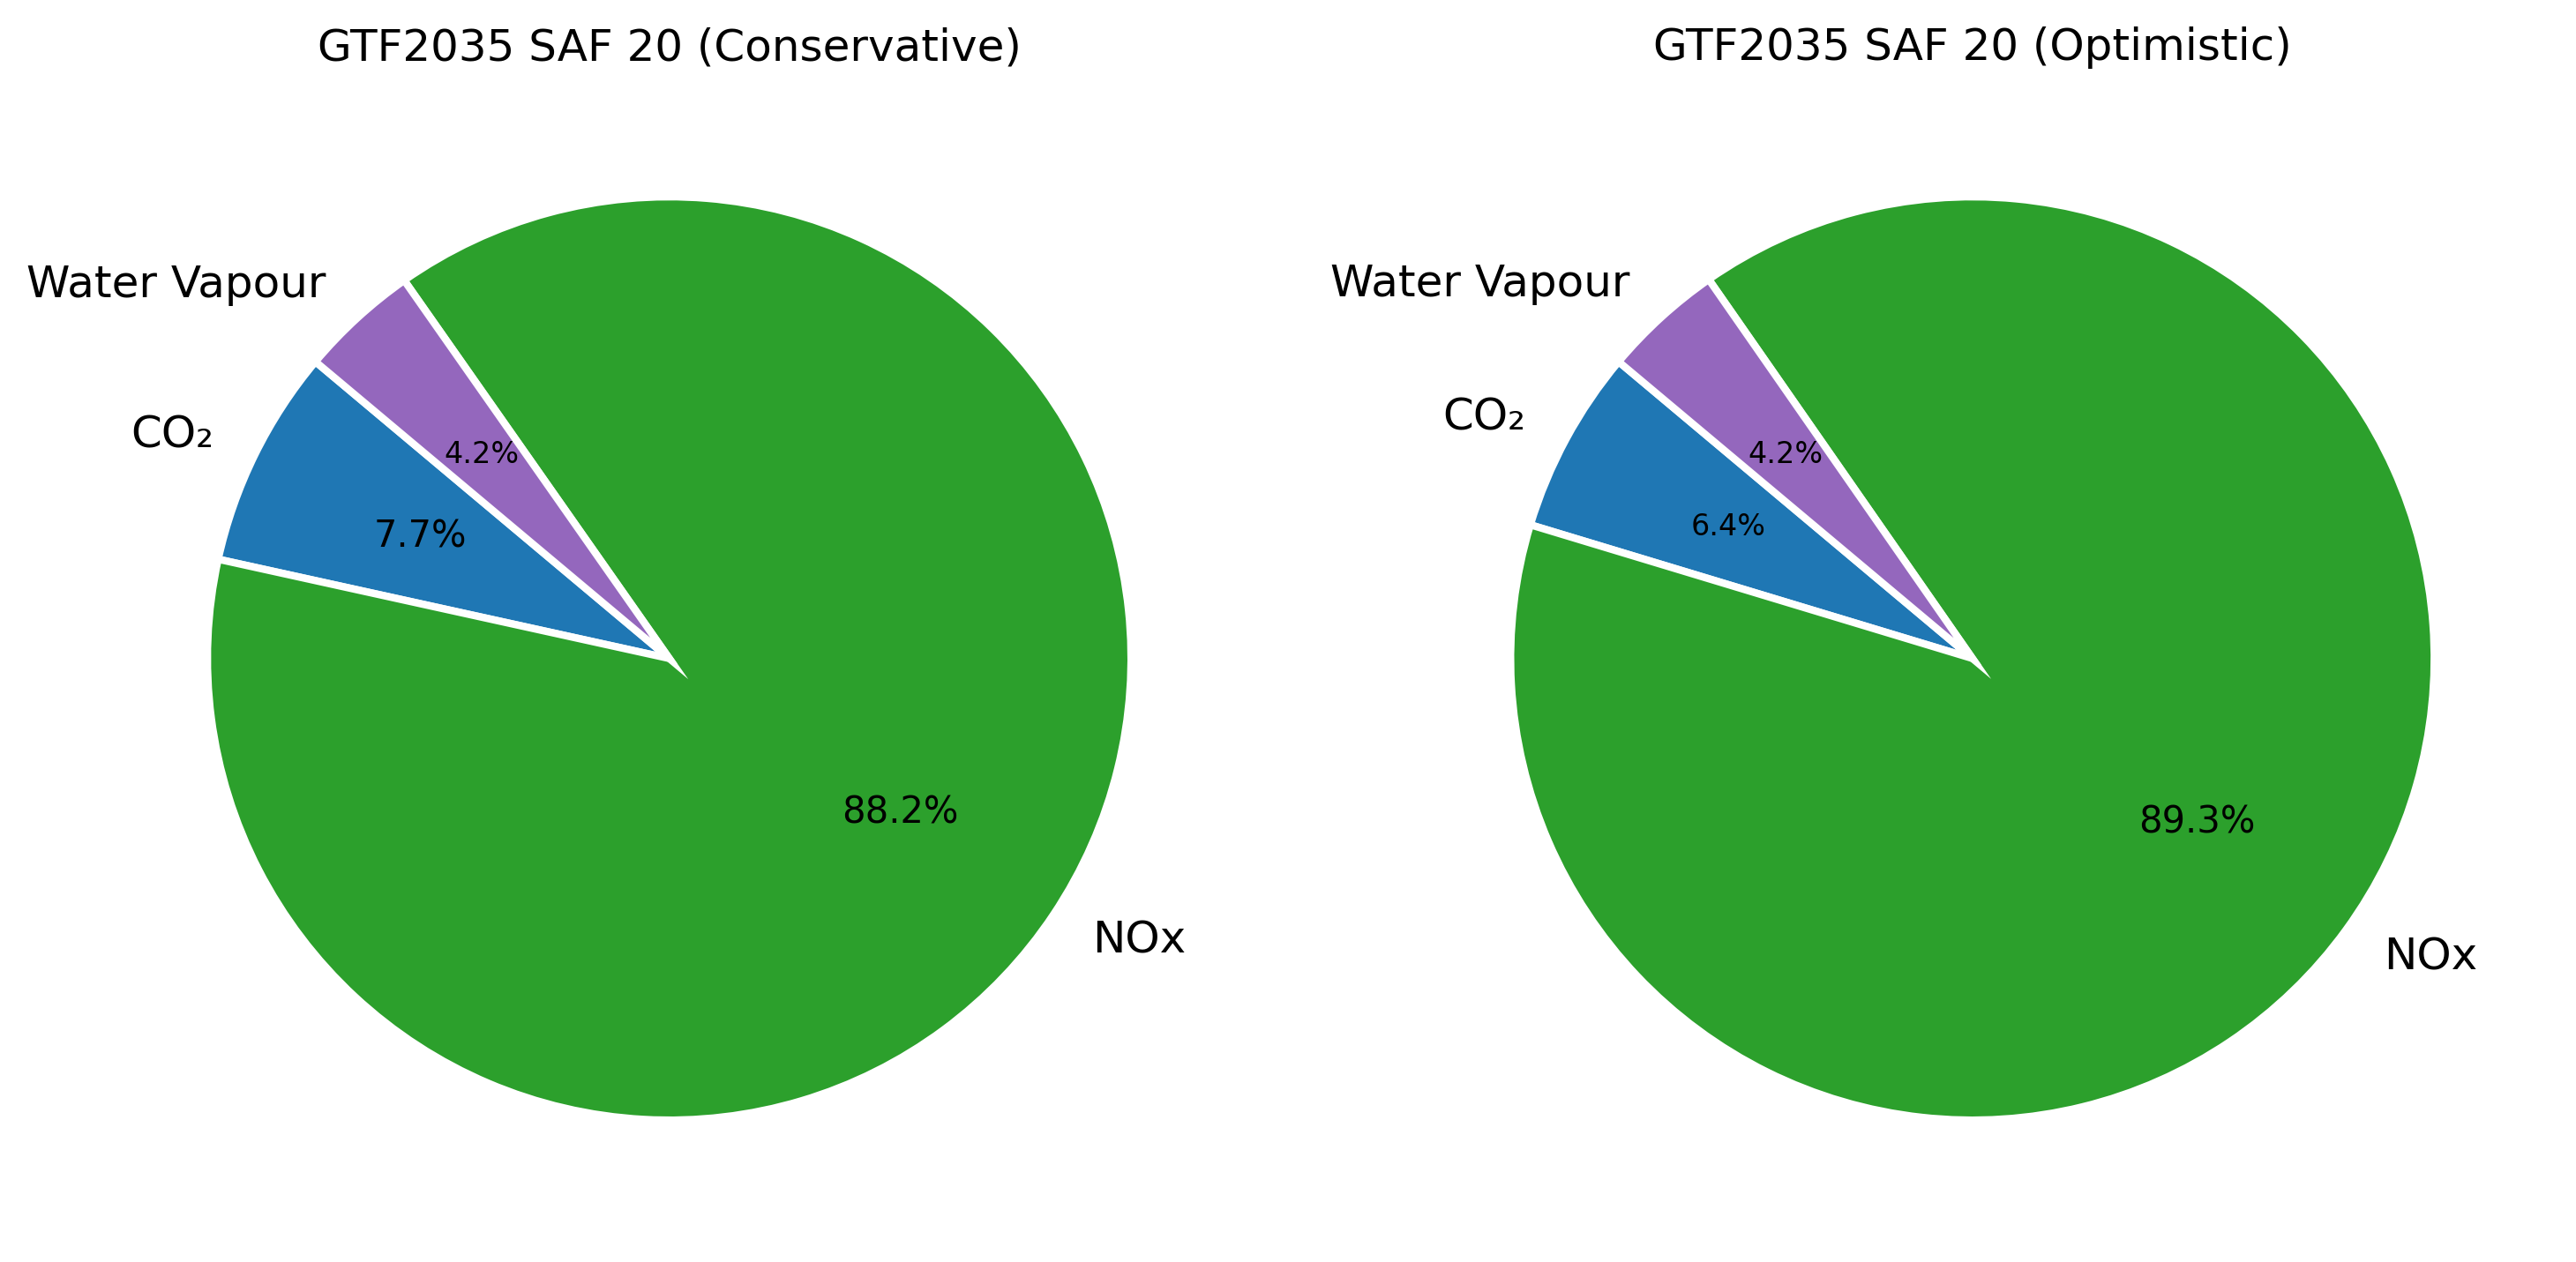 GTF2035 SAF 20 (Conservative)
Water Vapour
CO₂
4.2%
7.7%
88.2%
NOx
GTF2035 SAF 20 (Optimistic)
Water Vapour
CO₂
4.2%
6.4%
89.3%
NOx